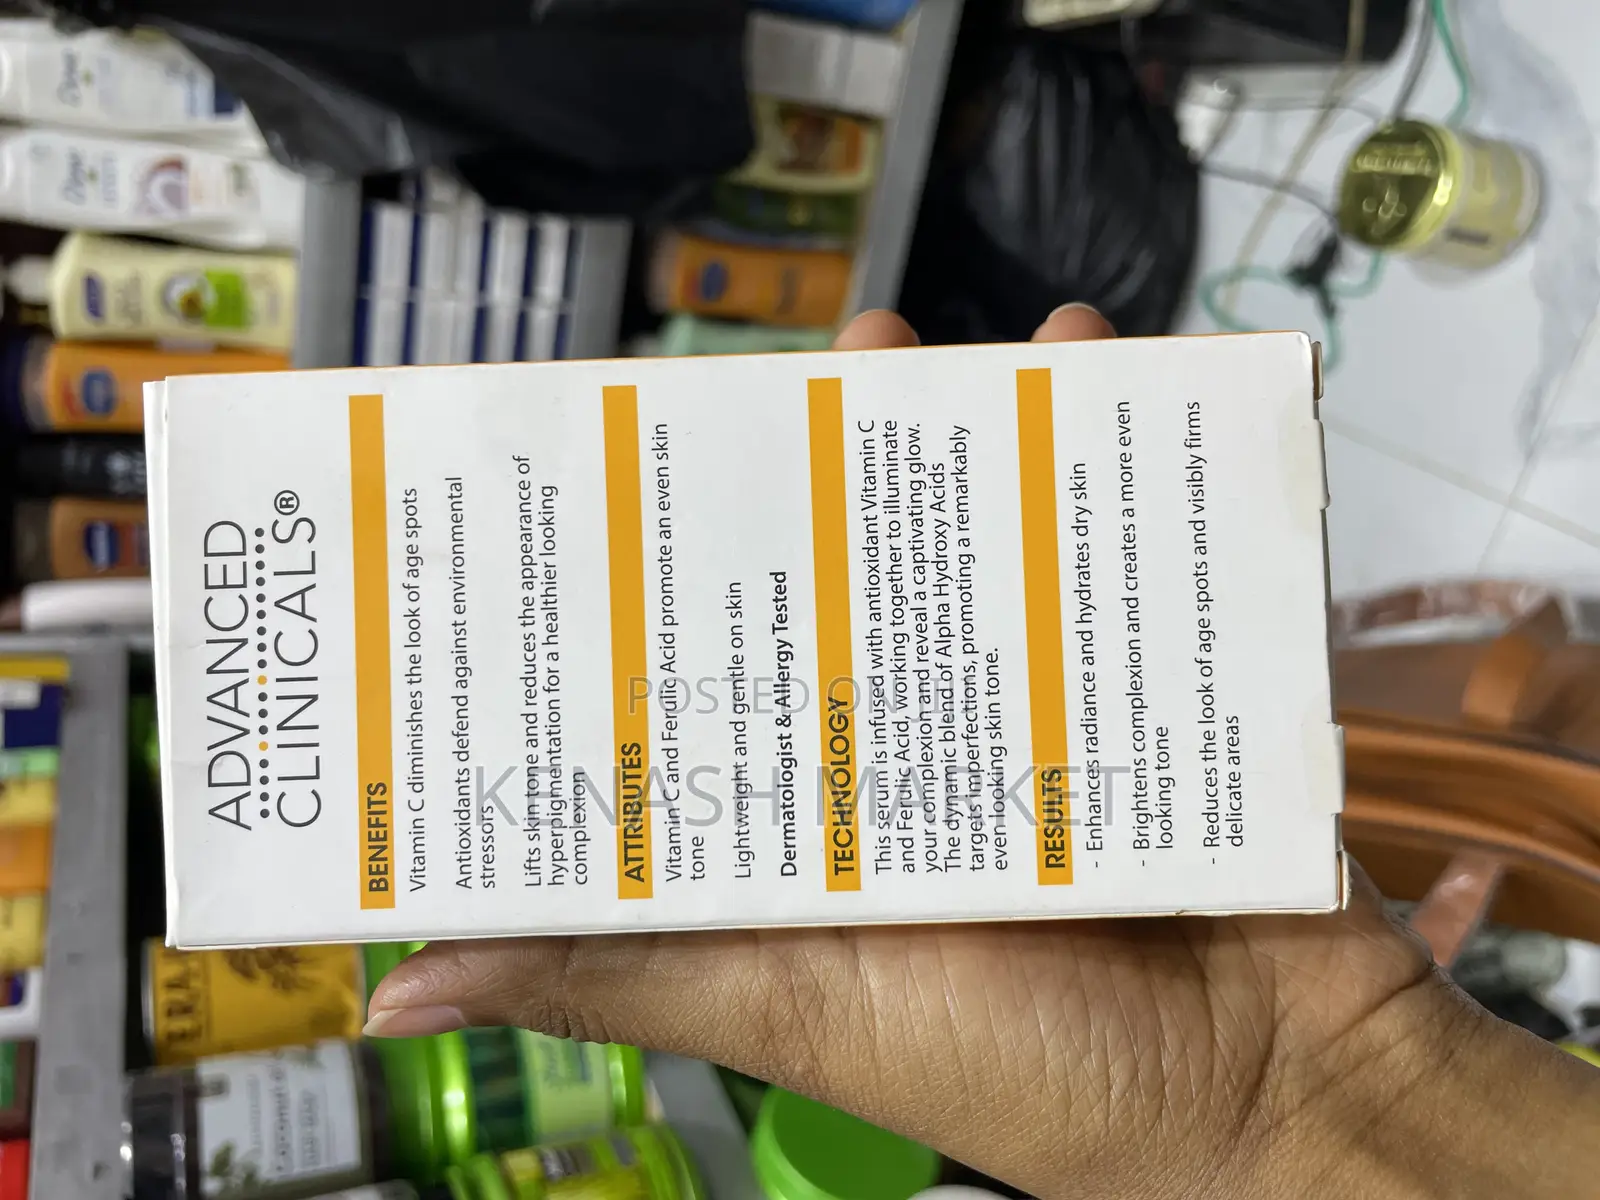 ADVANCED
CLINICALS®
BENEFITS
Vitamin C diminishes the look of age spots
Antioxidants defend against environmental
stressors
Lifts skin tone and reduces the appearance of
hyperpigmentation for a healthier looking
complexion
ATTRIBUTES
Vitamin C and Ferulic Acid promote an even skin
tone
Lightweight and gentle on skin
Dermatologist & Allergy Tested
TECHNOLOGY
This serum is infused with antioxidant Vitamin C
and Ferulic Acid, working together to illuminate
your complexion and reveal a captivating glow.
The dynamic blend of Alpha Hydroxy Acids
targets imperfections, promoting a remarkably
even looking skin tone.
RESULTS
- Enhances radiance and hydrates dry skin
- Brightens complexion and creates a more even
looking tone
- Reduces the look of age spots and visibly firms
delicate areas
POSTED ON
KENASH MARKET
Dove
Dove